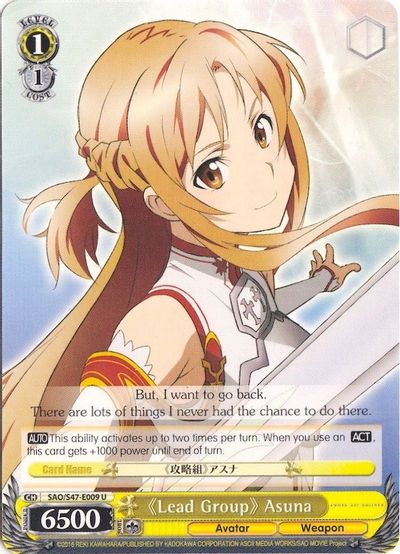 LEVEL
1
1
COST
But, I want to go back.
There are lots of things I never had the chance to do there.
AUTO This ability activates up to two times per turn. When you use an ACT, this card gets +1000 power until end of turn.
Card Name 《攻略組》アスナ
CH SAO/S47-E009 U
POWER 6500 《Lead Group》 Asuna
Avatar Weapon
©2016 REKI KAWAHARA/PUBLISHED BY KADOKAWA CORPORATION ASCII MEDIA WORKS/SAO MOVIE Project